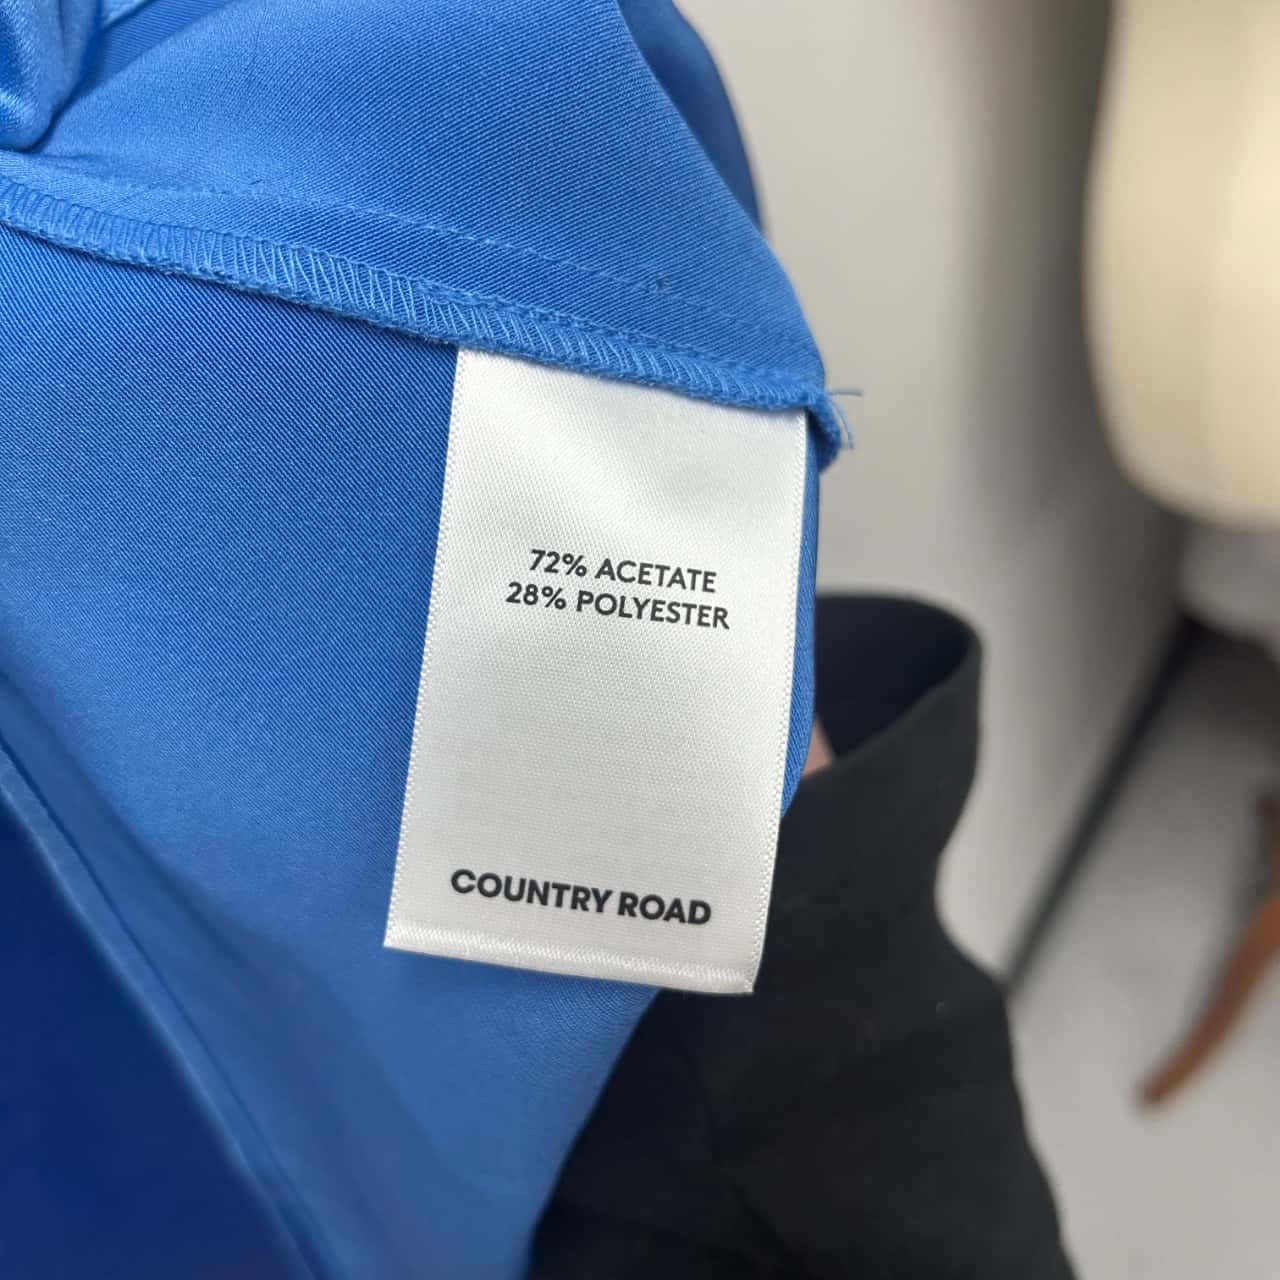 72% ACETATE
28% POLYESTER
COUNTRY ROAD